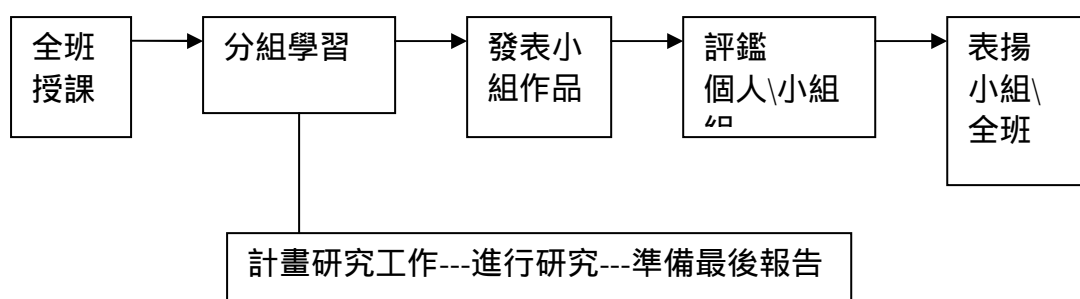 全班
授課
分組學習
發表小
組作品
評鑑
個人\小組
組
表揚
小組\
全班
計畫研究工作---進行研究---準備最後報告